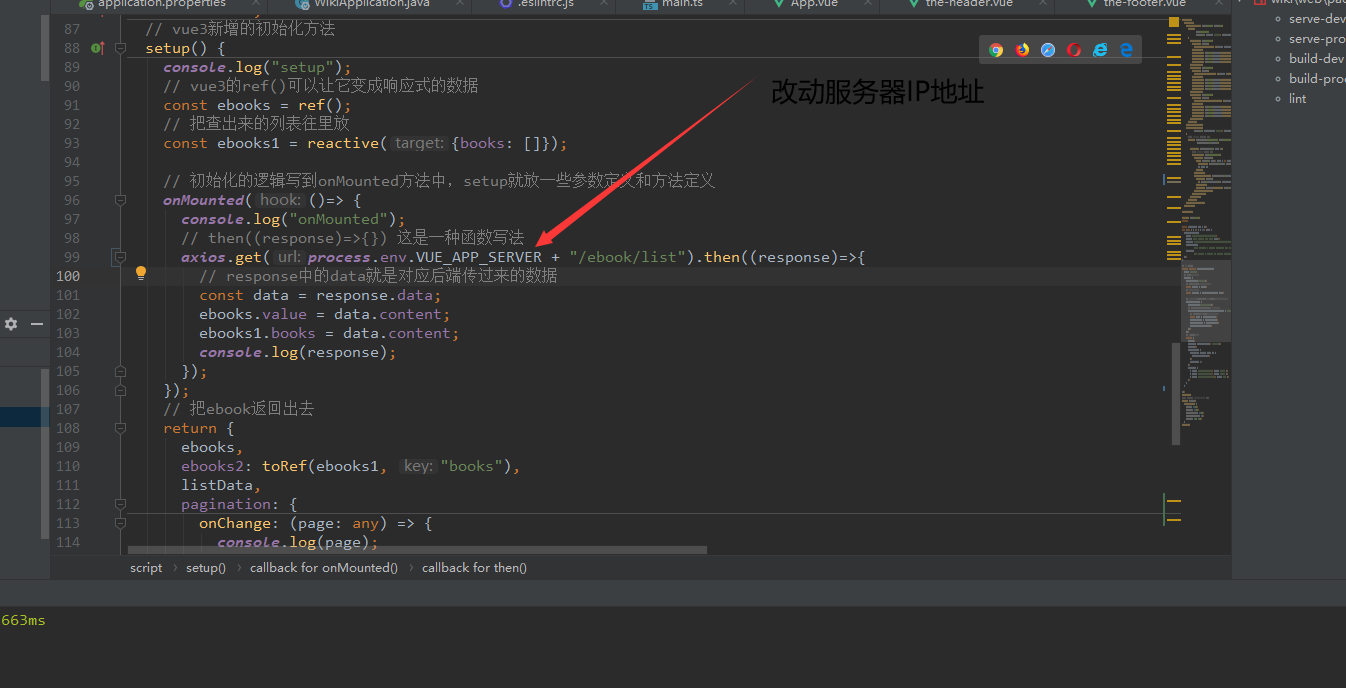 application.properties WikiApplication.java .eslintrc.js main.ts App.vue the-header.vue the-footer.vue
87 // vue3新增的初始化方法
88 setup() {
89 console.log("setup");
90 // vue3的ref()可以让它变成响应式的数据
91 const ebooks = ref();
92 // 把查出来的列表往里放
93 const ebooks1 = reactive( target: {books: []});
94
95 // 初始化的逻辑写到onMounted方法中，setup就放一些参数定义和方法定义
96 onMounted( hook: ()=> {
97 console.log("onMounted");
98 // then((response)=>{}) 这是一种函数写法
99 axios.get( url: process.env.VUE_APP_SERVER + "/ebook/list").then((response)=>{
100 // response中的data就是对应后端传过来的数据
101 const data = response.data;
102 ebooks.value = data.content;
103 ebooks1.books = data.content;
104 console.log(response);
105 });
106 });
107 // 把ebook返回出去
108 return {
109 ebooks,
110 ebooks2: toRef(ebooks1, key: "books"),
111 listData,
112 pagination: {
113 onChange: (page: any) => {
114 console.log(page);
改动服务器IP地址
script › setup() › callback for onMounted() › callback for then()
serve-dev
serve-pro
build-dev
build-prod
lint
663ms